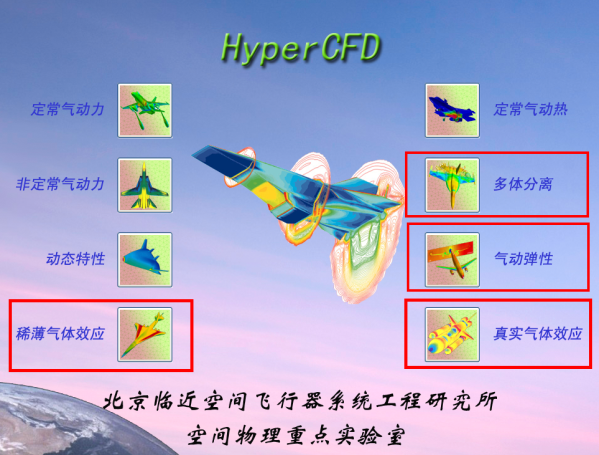 HyperCFD
定常气动力
定常气动热
非定常气动力
多体分离
动态特性
气动弹性
稀薄气体效应
真实气体效应
北京临近空间飞行器系统工程研究所
空间物理重点实验室